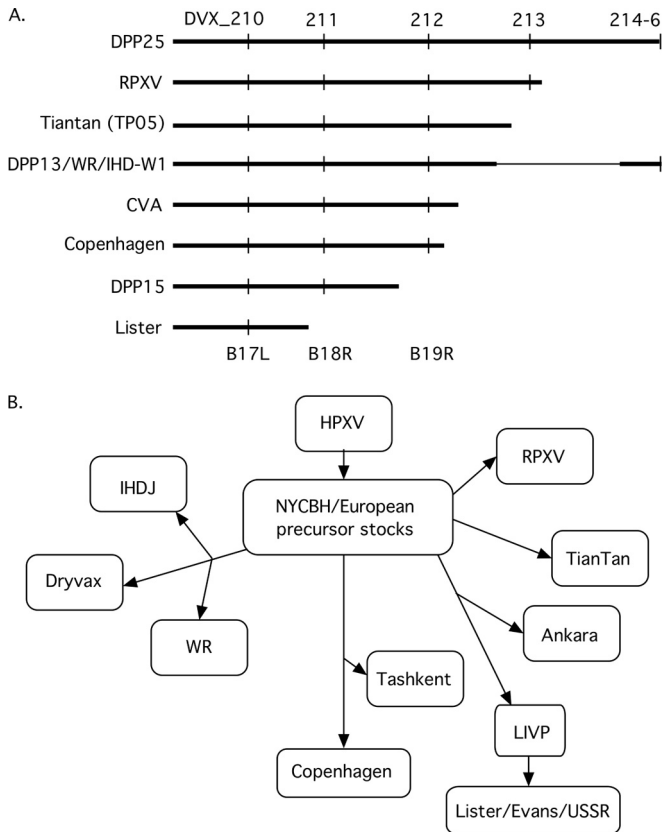 A.
DVX_210 211 212 213 214-6
DPP25
RPXV
Tiantan (TP05)
DPP13/WR/IHD-W1
CVA
Copenhagen
DPP15
Lister
B17L B18R B19R
B.
HPXV
RPXV
IHDJ
NYCBH/European
precursor stocks
TianTan
Dryvax
Ankara
WR
Tashkent
LIVP
Copenhagen
Lister/Evans/USSR